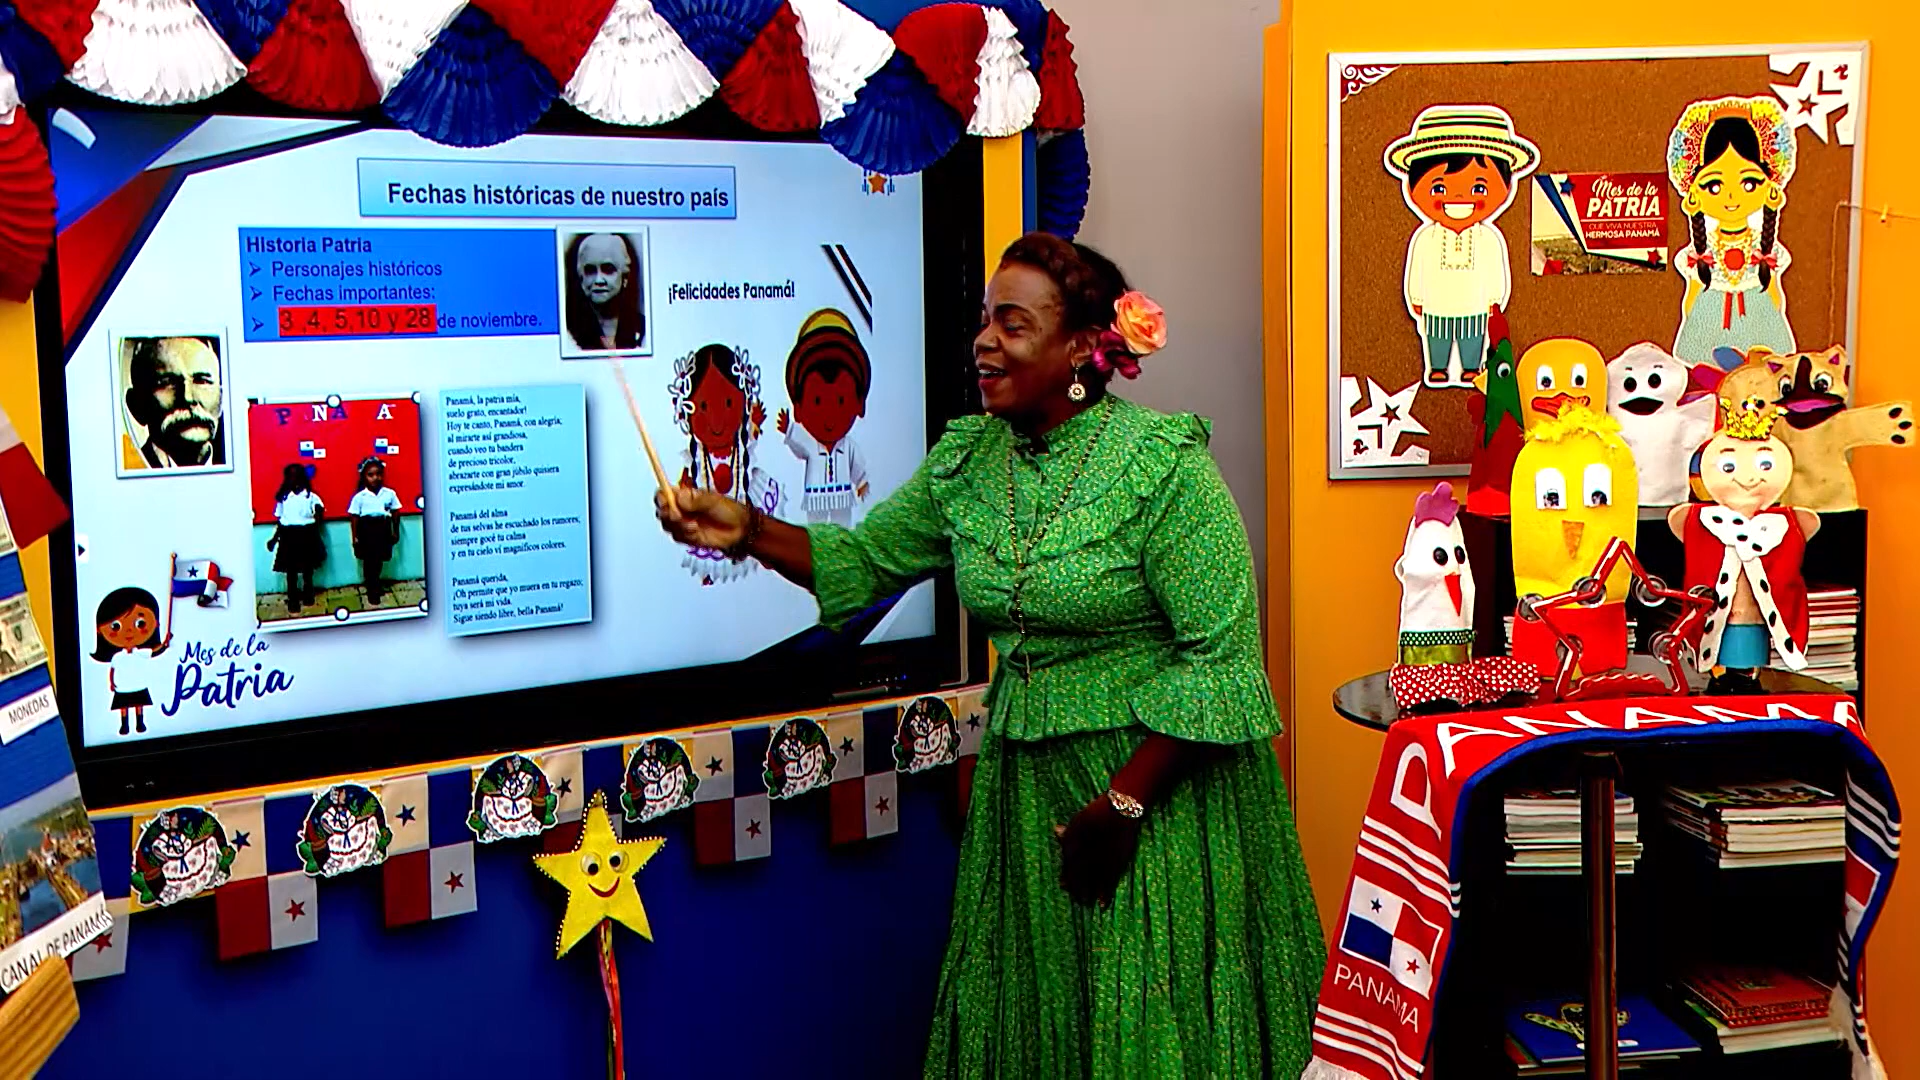 Fechas históricas de nuestro país
Historia Patria
Personajes históricos
Fechas importantes:
3 ,4, 5,10 y 28 de noviembre.
¡Felicidades Panamá!
P NA A
Panamá, la patria mía,
suelo grato, encantador!
Hoy te canto, Panamá, con alegría;
al mirarte así grandiosa,
cuando veo tu bandera
de precioso tricolor,
abrazarte con gran júbilo quisiera
expresándote mi amor.
Panamá del alma
de tus selvas he escuchado los rumores;
siempre gocé tu calma
y en tu cielo vi magníficos colores.
Panamá querida,
¡Oh permite que yo muera en tu regazo;
tuya será mi vida.
Sigue siendo libre, bella Panamá!
Mes de la
Patria
MONEDAS
CANAL DE PANAMÁ
Mes de la
PATRIA
QUE VIVA NUESTRA
HERMOSA PANAMÁ
PANAMA
PANAMA